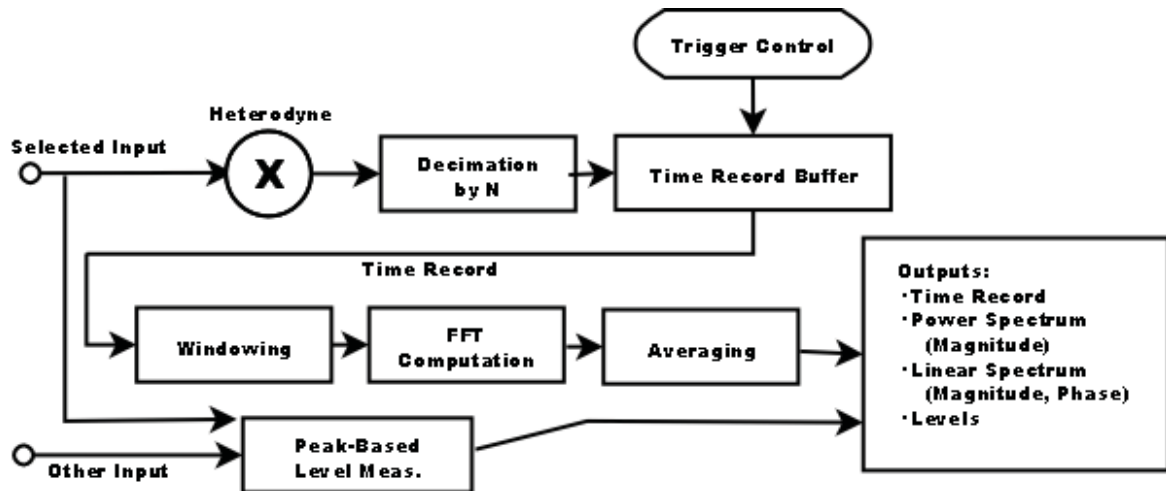 Trigger Control
Heterodyne
Selected Input
X
Decimation
by N
Time Record Buffer
Time Record
Outputs:
·Time Record
·Power Spectrum
(Magnitude)
·Linear Spectrum
(Magnitude, Phase)
·Levels
Windowing
FFT
Computation
Averaging
Peak-Based
Level Meas.
Other Input